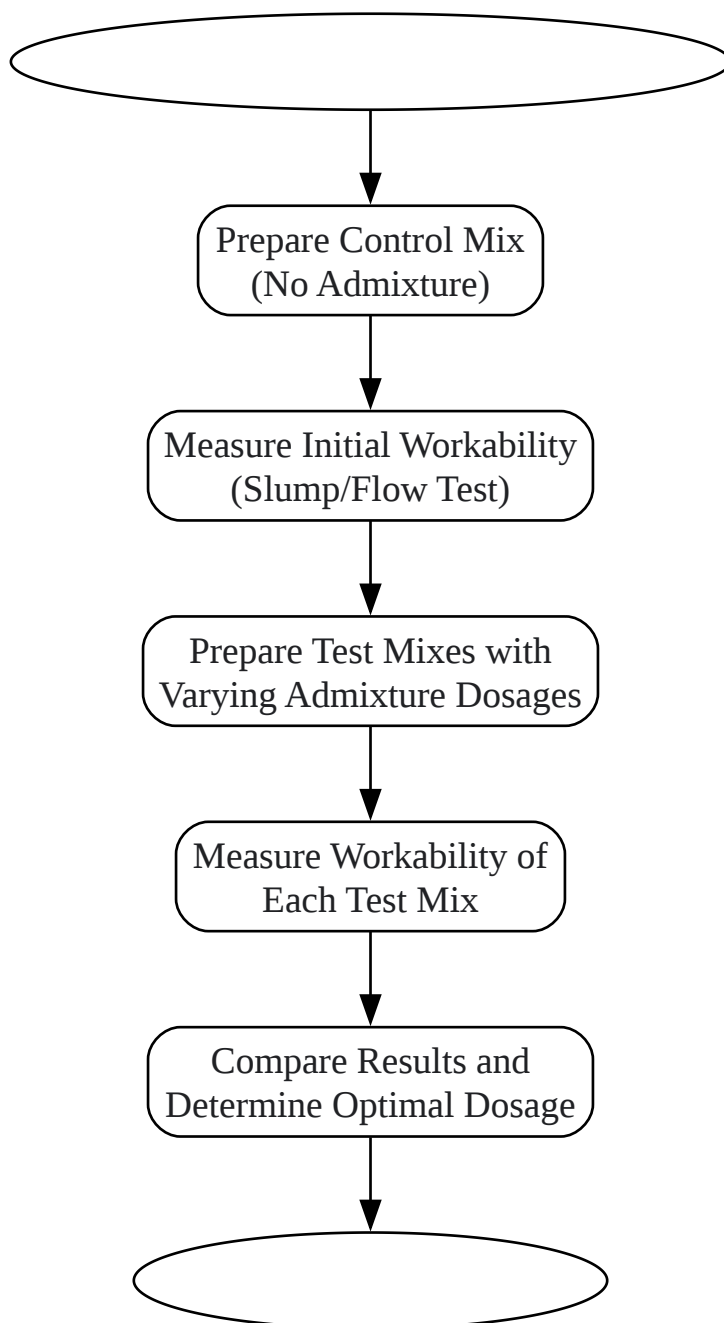 Prepare Control Mix
(No Admixture)
Measure Initial Workability
(Slump/Flow Test)
Prepare Test Mixes with
Varying Admixture Dosages
Measure Workability of
Each Test Mix
Compare Results and
Determine Optimal Dosage